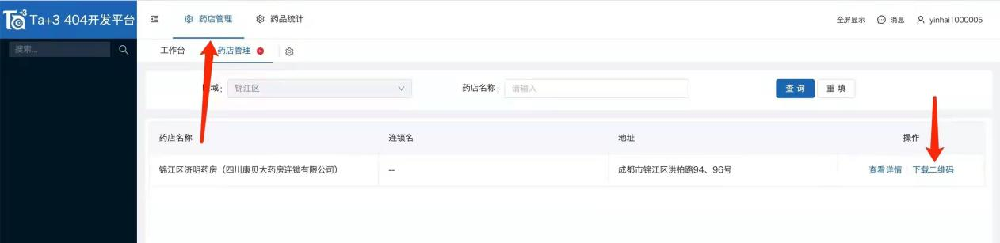 Ta+3 404开发平台
药店管理 药品统计 全屏显示 消息 yinhai1000005
搜索... 工作台 药店管理
域: 锦江区 药店名称: 请输入 查 询 重 填
药店名称 连锁名 地址 操作
锦江区济明药房（四川康贝大药房连锁有限公司） -- 成都市锦江区洪柏路94、96号 查看详情 下载二维码